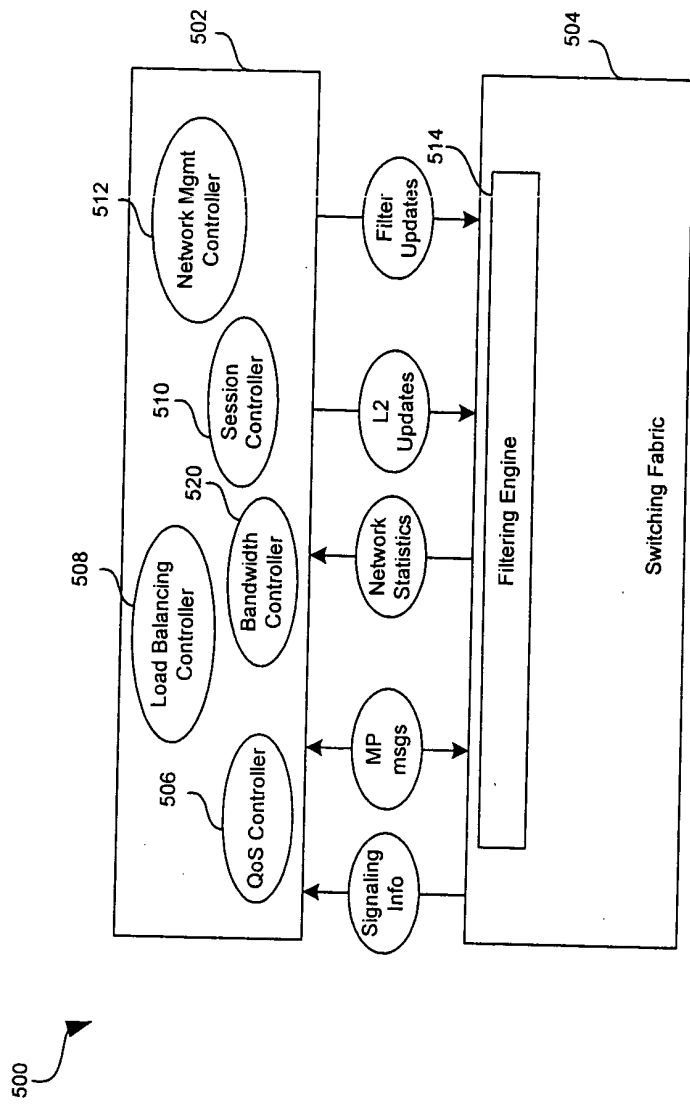 500
502
512
Network Mgmt
Controller
510
Session
Controller
520
508
Load Balancing
Controller
Bandwidth
Controller
506
QoS Controller
Signaling
Info
MP
msgs
Network
Statistics
L2
Updates
Filter
Updates
504
514
Filtering Engine
Switching Fabric